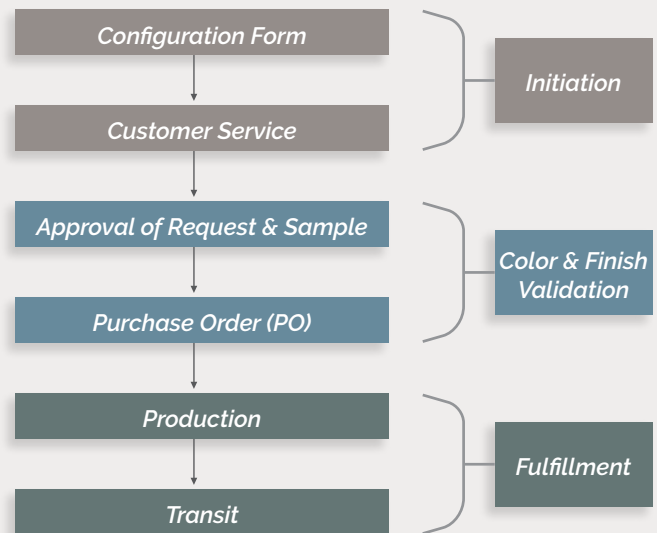 Configuration Form
Initiation
Customer Service
Approval of Request & Sample
Color & Finish
Validation
Purchase Order (PO)
Production
Fulfillment
Transit